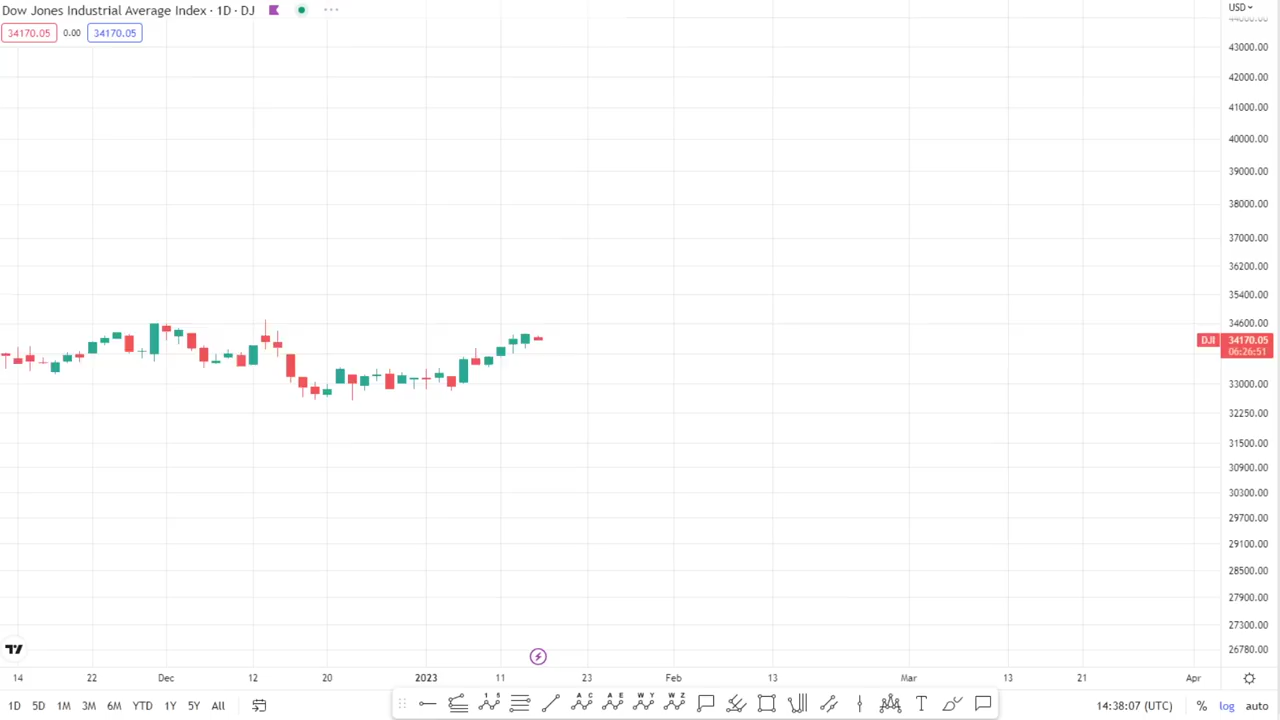 Dow Jones Industrial Average Index · 1D · DJ
34170.05 0.00 34170.05
USD
44000.00
43000.00
42000.00
41000.00
40000.00
39000.00
38000.00
37000.00
36200.00
35400.00
34600.00
DJI 34170.05
06:26:51
33000.00
32250.00
31500.00
30900.00
30300.00
29700.00
29100.00
28500.00
27900.00
27300.00
26780.00
14 22 Dec 12 20 2023 11 23 Feb 13 Mar 13 21 Apr
1D 5D 1M 3M 6M YTD 1Y 5Y All
1 5 A C A E W Y W Z T
14:38:07 (UTC) % log auto